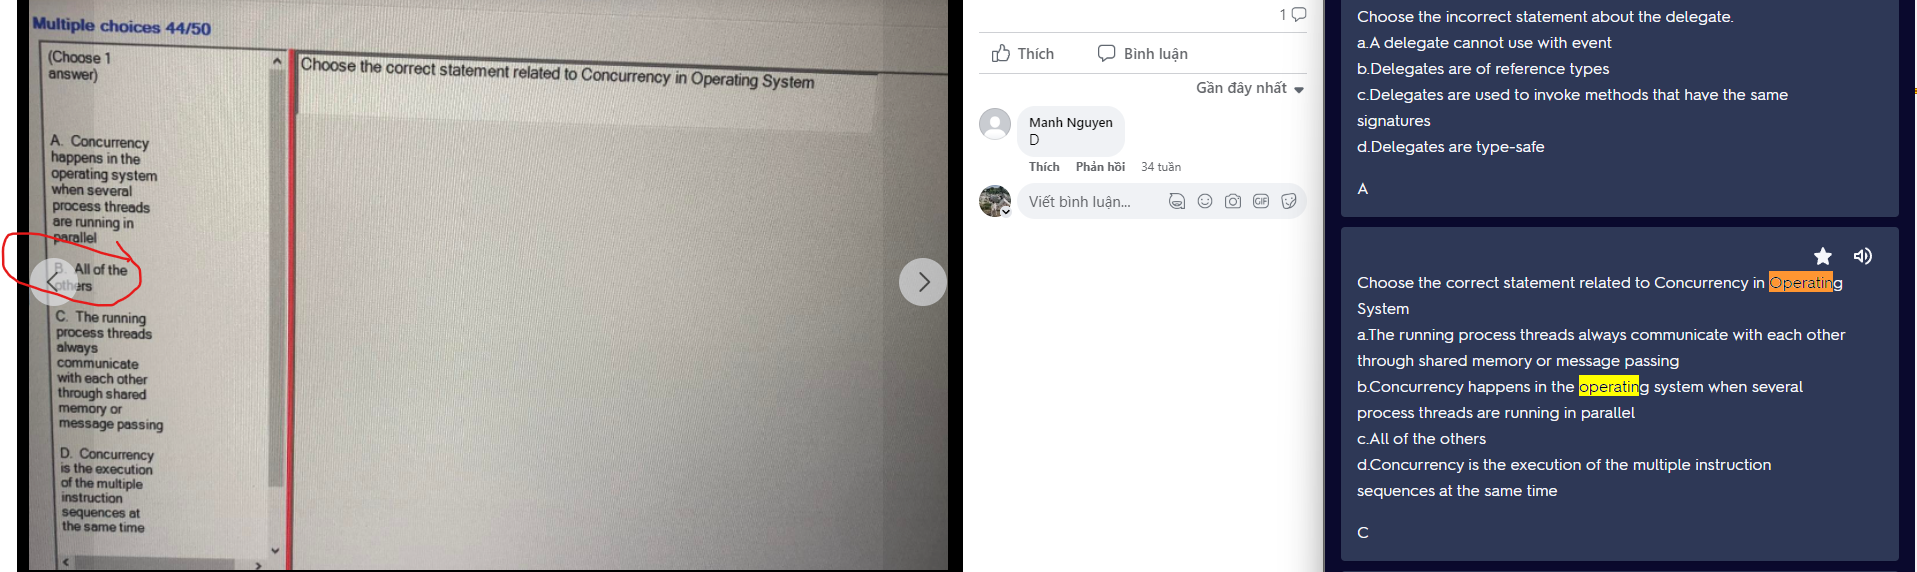 Multiple choices 44/50
(Choose 1
answer)
A. Concurrency
happens in the
operating system
when several
process threads
are running in
parallel
B. All of the
others
C. The running
process threads
always
communicate
with each other
through shared
memory or
message passing
D. Concurrency
is the execution
of the multiple
instruction
sequences at
the same time
Choose the correct statement related to Concurrency in Operating System
1
Thích
Bình luận
Gần đây nhất
Manh Nguyen
D
Thích Phản hồi 34 tuần
Viết bình luận...
GIF
Choose the incorrect statement about the delegate.
a.A delegate cannot use with event
b.Delegates are of reference types
c.Delegates are used to invoke methods that have the same
signatures
d.Delegates are type-safe
A
Choose the correct statement related to Concurrency in Operating
System
a.The running process threads always communicate with each other
through shared memory or message passing
b.Concurrency happens in the operating system when several
process threads are running in parallel
c.All of the others
d.Concurrency is the execution of the multiple instruction
sequences at the same time
C